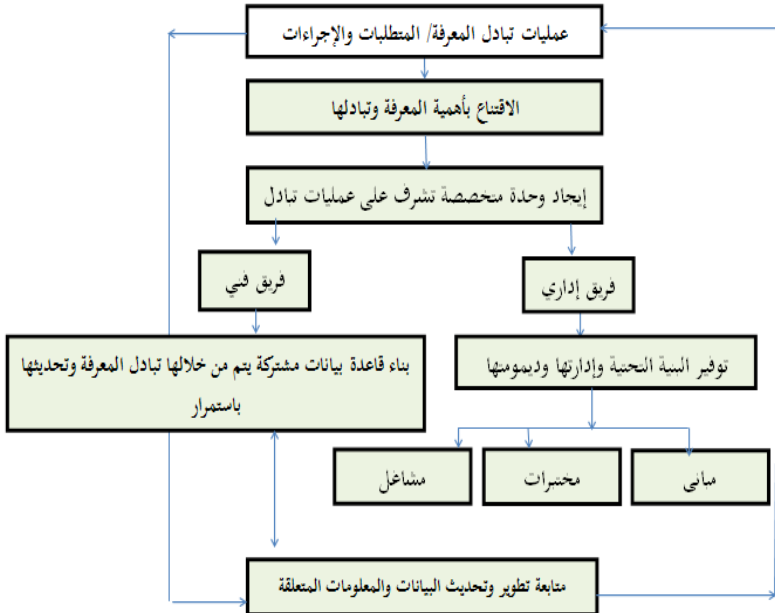 عمليات تبادل المعرفة/ المتطلبات والإجراءات
الاقتناع بأهمية المعرفة وتبادلها
إيجاد وحدة متخصصة تشرف على عمليات تبادل
فريق إداري
فريق فني
توفير البنية التحتية وإدارتها وديمومتها
بناء قاعدة بيانات مشتركة يتم من خلالها تبادل المعرفة وتحديثها
باستمرار
مباني
مختبرات
مشاغل
متابعة تطوير وتحديث البيانات والمعلومات المتعلقة